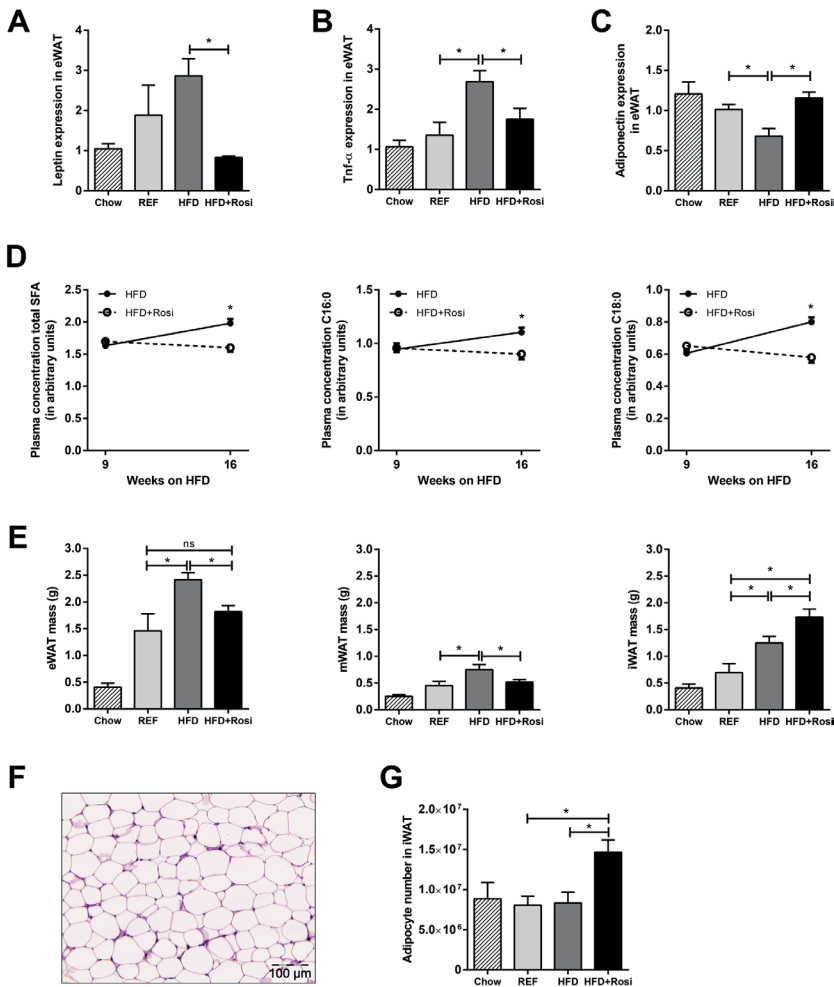 A
Leptin expression in eWAT
4
3
2
1
0
*
Chow REF HFD HFD+Rosi
B
Tnf-α expression in eWAT
4
3
2
1
0
* *
Chow REF HFD HFD+Rosi
C
Adiponectin expression
in eWAT
2.0
1.5
1.0
0.5
0.0
* *
Chow REF HFD HFD+Rosi
D
Plasma concentration total SFA
(in arbitrary units)
2.5
2.0
1.5
1.0
0.5
0.0
HFD
HFD+Rosi
*
9 16
Weeks on HFD
Plasma concentration C16:0
(in arbitrary units)
1.5
1.0
0.5
0.0
HFD
HFD+Rosi
*
9 16
Weeks on HFD
Plasma concentration C18:0
(in arbitrary units)
1.0
0.8
0.6
0.4
0.2
0.0
HFD
HFD+Rosi
*
9 16
Weeks on HFD
E
eWAT mass (g)
3.0
2.5
2.0
1.5
1.0
0.5
0.0
ns
* *
Chow REF HFD HFD+Rosi
mWAT mass (g)
3.0
2.5
2.0
1.5
1.0
0.5
0.0
* *
Chow REF HFD HFD+Rosi
iWAT mass (g)
3.0
2.5
2.0
1.5
1.0
0.5
0.0
*
* *
Chow REF HFD HFD+Rosi
F
100 µm
G
Adipocyte number in iWAT
2.0×10⁷
1.5×10⁷
1.0×10⁷
5.0×10⁶
0
*
*
Chow REF HFD HFD+Rosi